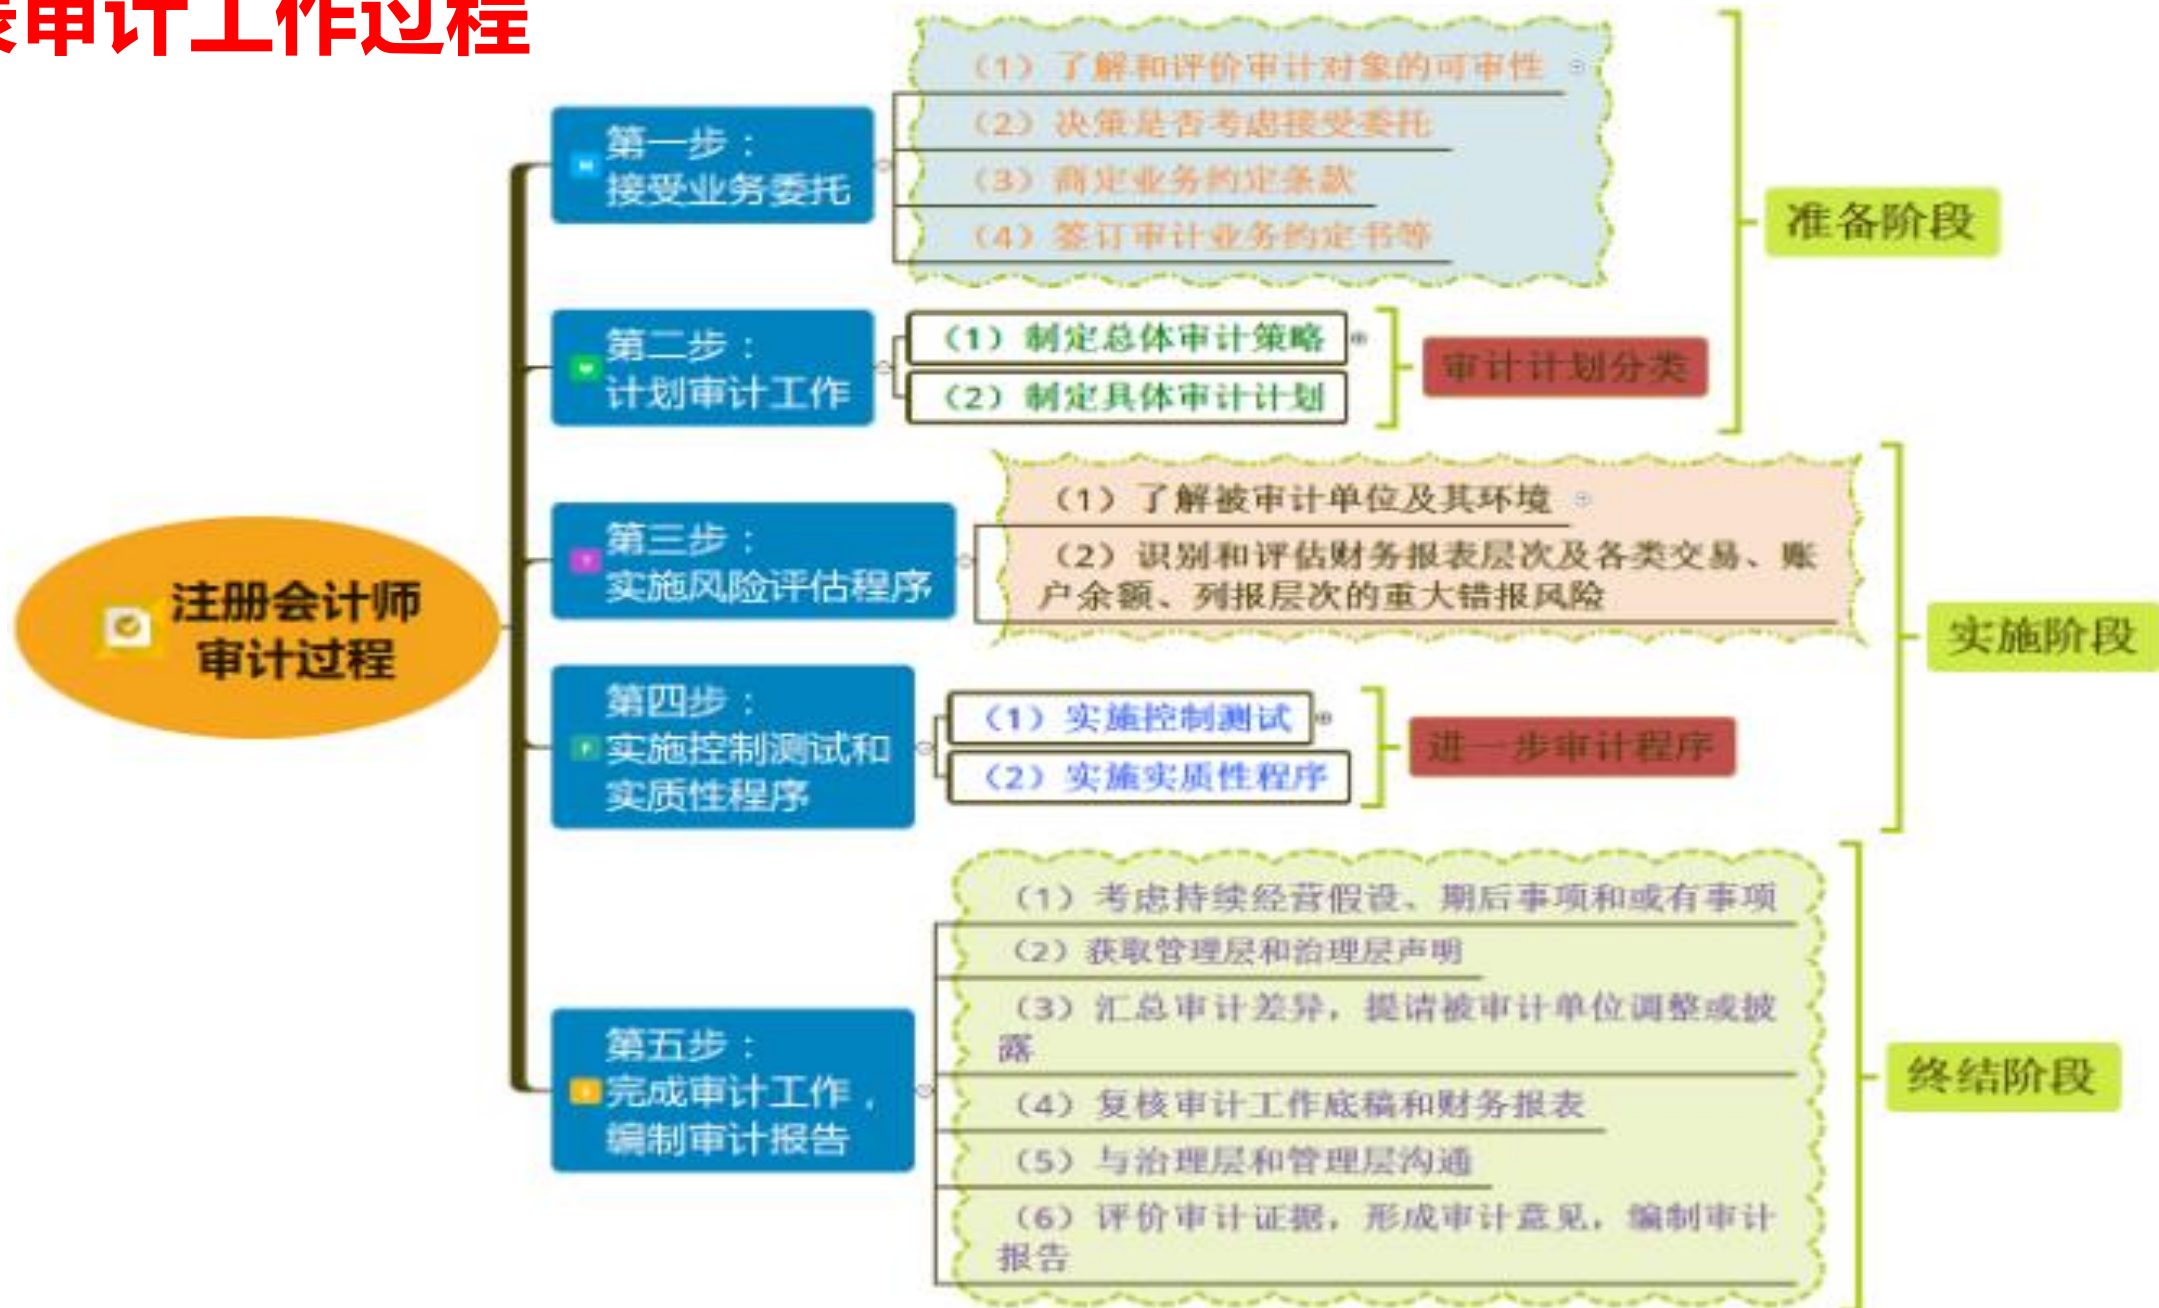 表审计工作过程
注册会计师
审计过程
第一步：
接受业务委托
（1）了解和评价审计对象的可审性
（2）决策是否考虑接受委托
（3）商定业务约定条款
（4）签订审计业务约定书等
第二步：
计划审计工作
（1）制定总体审计策略
（2）制定具体审计计划
审计计划分类
准备阶段
第三步：
实施风险评估程序
（1）了解被审计单位及其环境
（2）识别和评估财务报表层次及各类交易、账
户余额、列报层次的重大错报风险
第四步：
实施控制测试和
实质性程序
（1）实施控制测试
（2）实施实质性程序
进一步审计程序
实施阶段
第五步：
完成审计工作，
编制审计报告
（1）考虑持续经营假设、期后事项和或有事项
（2）获取管理层和治理层声明
（3）汇总审计差异，提请被审计单位调整或披
露
（4）复核审计工作底稿和财务报表
（5）与治理层和管理层沟通
（6）评价审计证据，形成审计意见，编制审计
报告
终结阶段